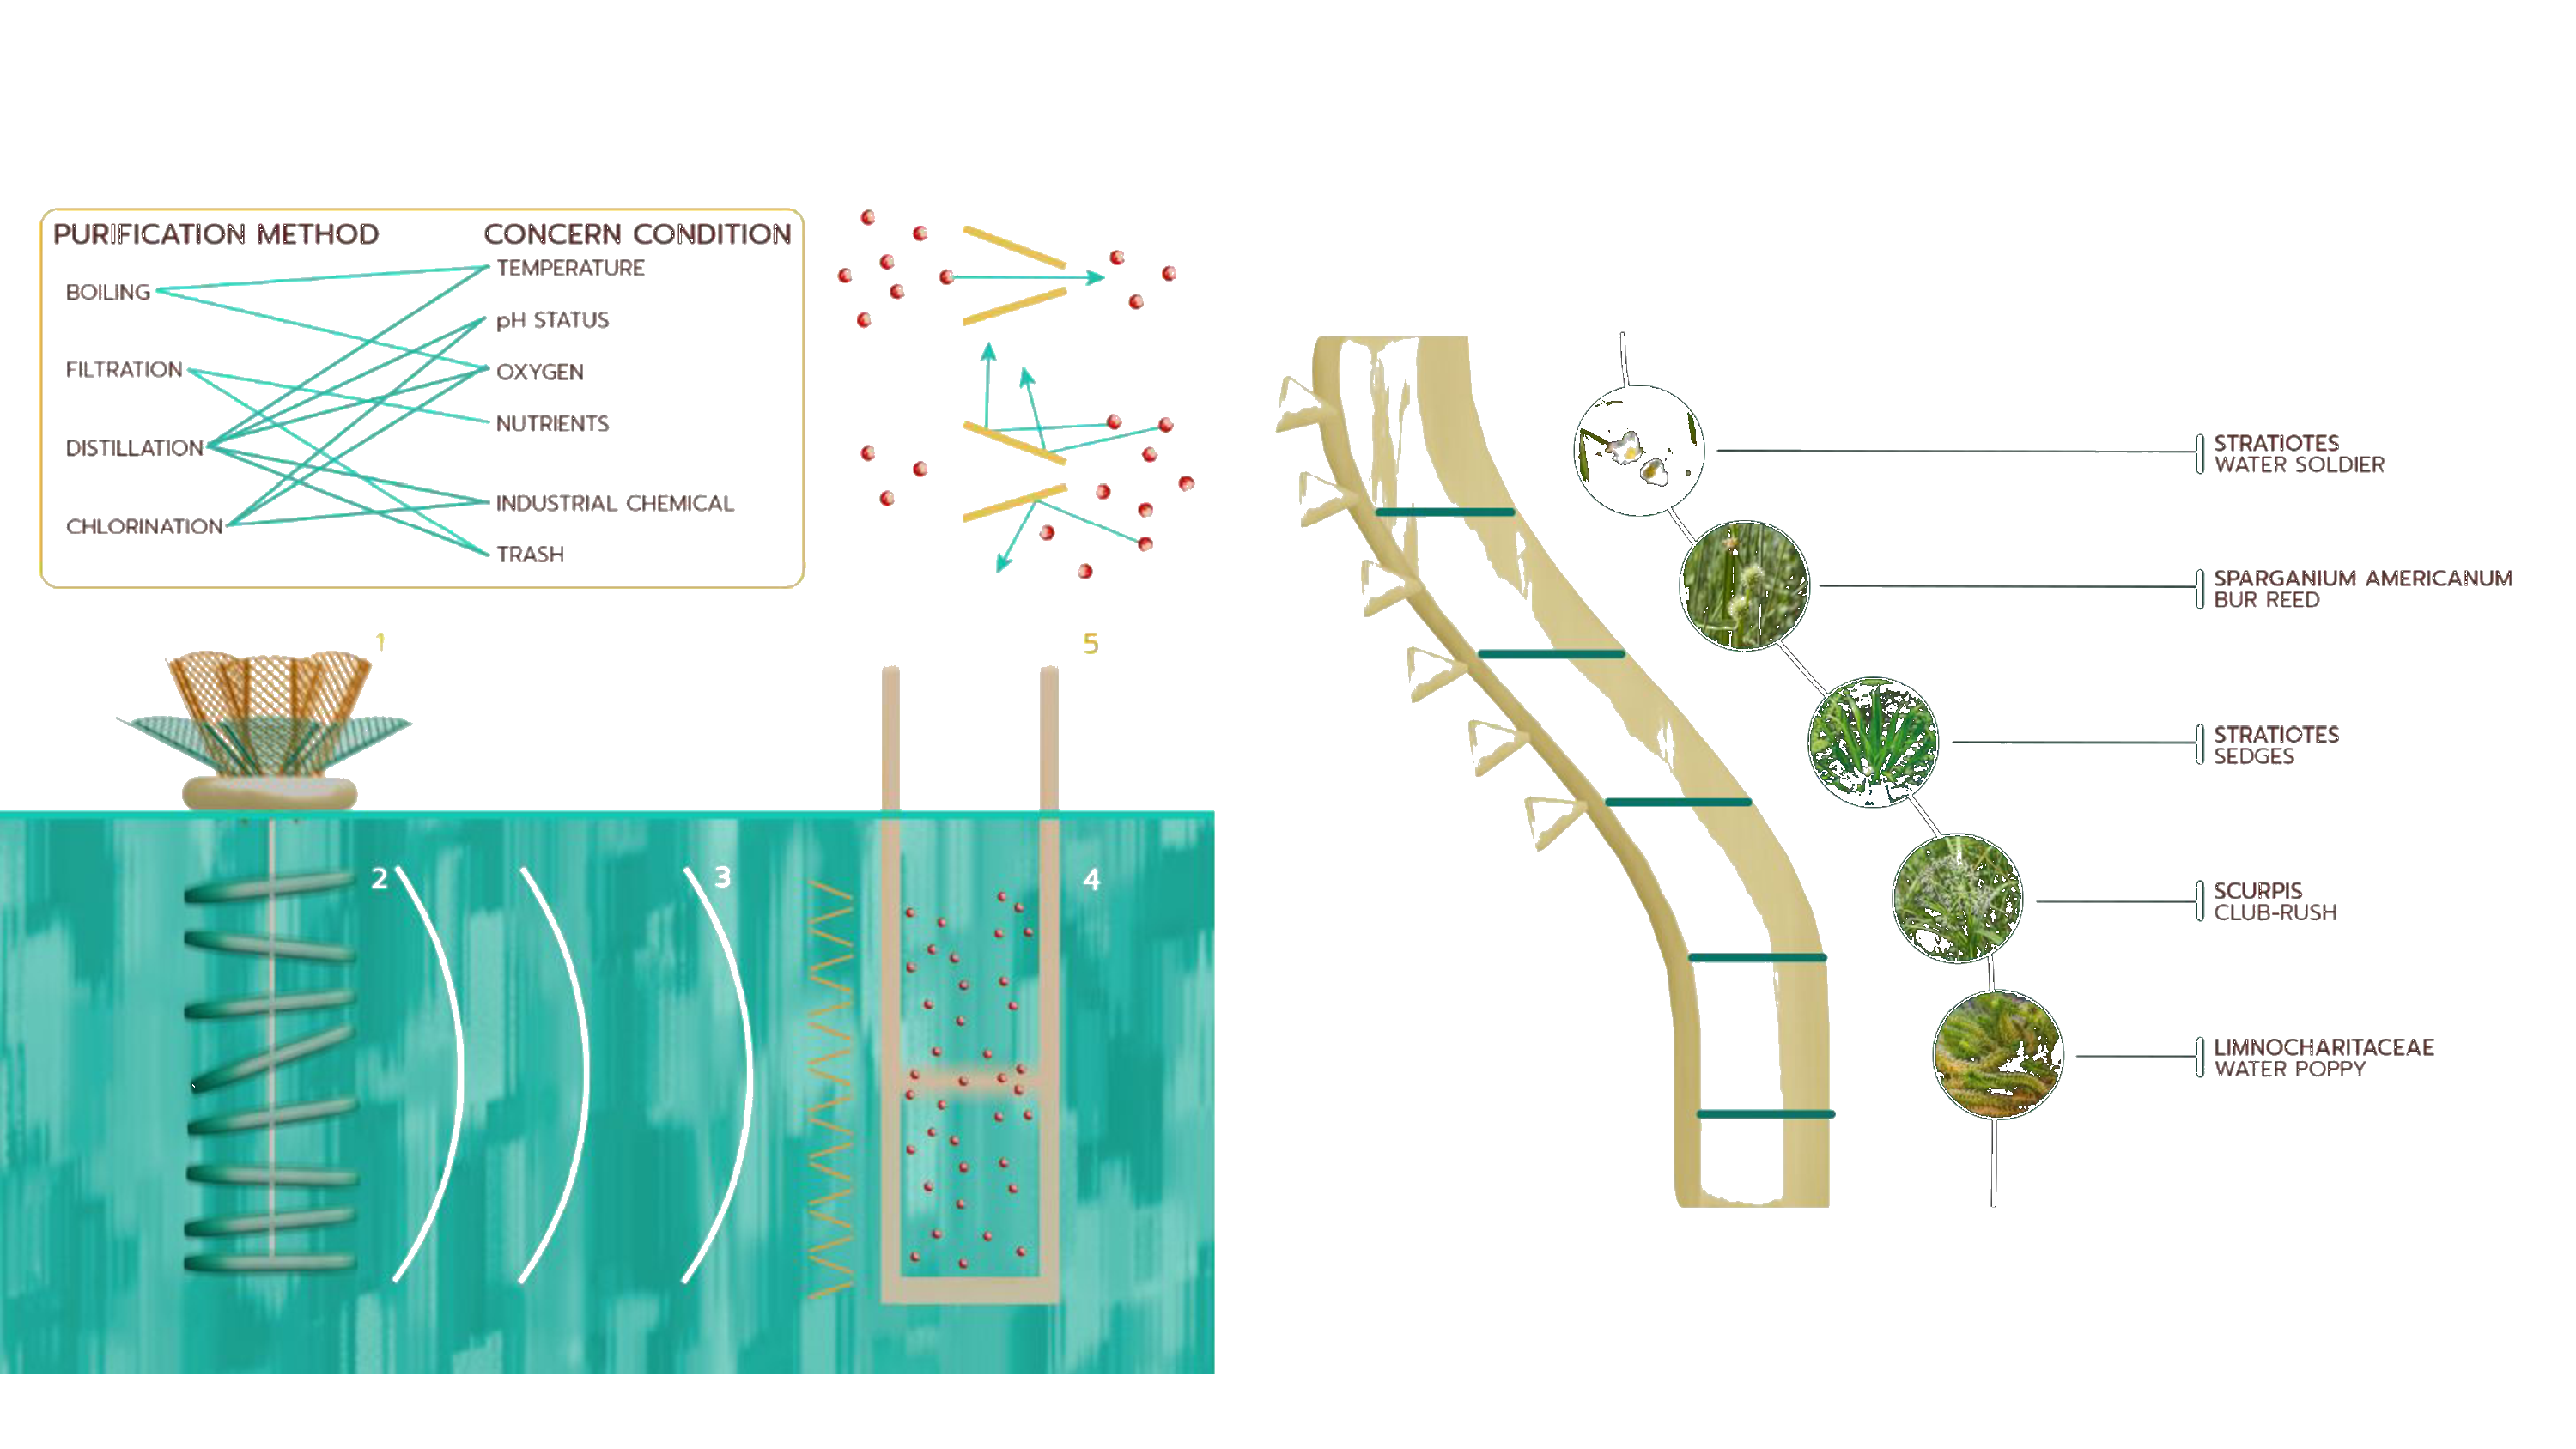 PURIFICATION METHOD
CONCERN CONDITION
BOILING
FILTRATION
DISTILLATION
CHLORINATION
TEMPERATURE
pH STATUS
OXYGEN
NUTRIENTS
INDUSTRIAL CHEMICAL
TRASH
1
5
2
3
4
STRATIOTES
WATER SOLDIER
SPARGANIUM AMERICANUM
BUR REED
STRATIOTES
SEDGES
SCURPIS
CLUB-RUSH
LIMNOCHARITACEAE
WATER POPPY